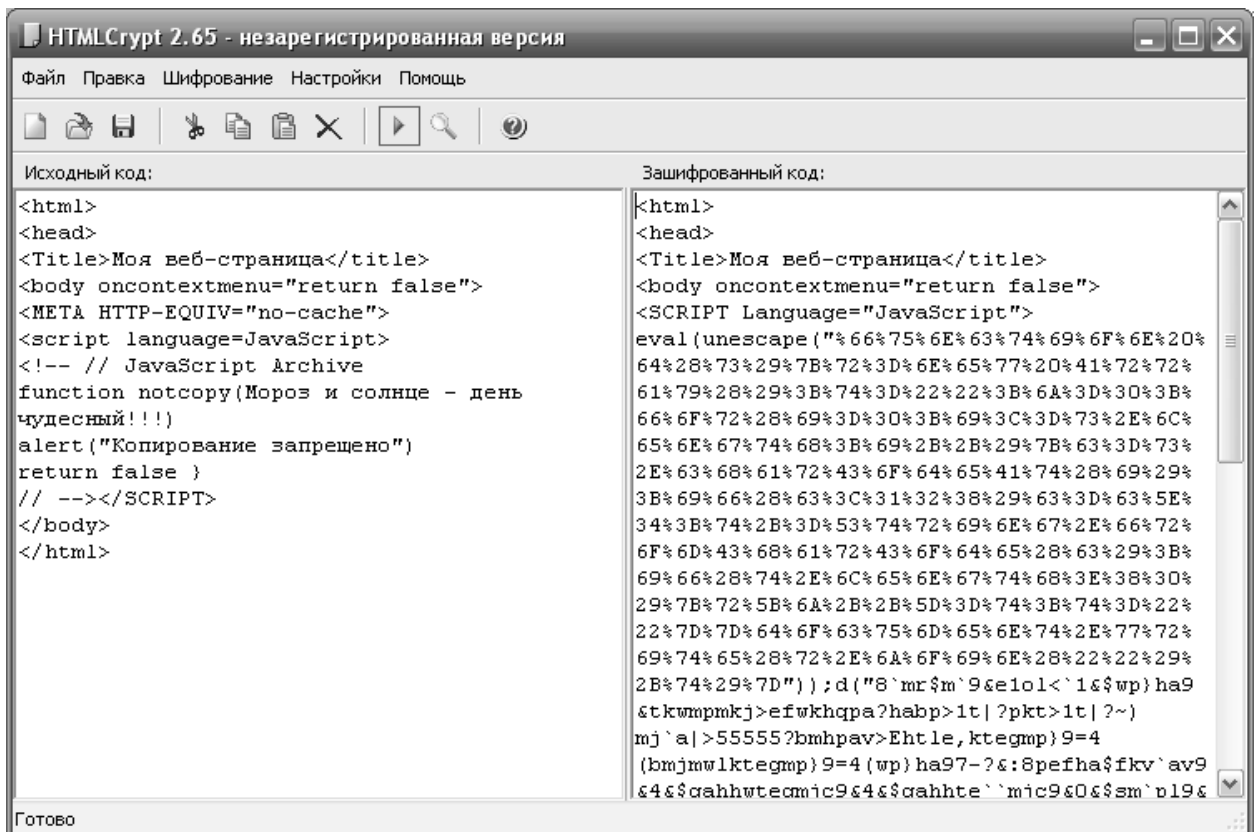 HTMLCrypt 2.65 - незарегистрированная версия
Файл Правка Шифрование Настройки Помощь
Исходный код:
<html>
<head>
<Title>Моя веб-страница</title>
<body oncontextmenu="return false">
<META HTTP-EQUIV="no-cache">
<script language=JavaScript>
<!-- // JavaScript Archive
function notcopy(Мороз и солнце - день
чудесный!!!)
alert("Копирование запрещено")
return false }
// --></SCRIPT>
</body>
</html>
Зашифрованный код:
<html>
<head>
<Title>Моя веб-страница</title>
<body oncontextmenu="return false">
<SCRIPT Language="JavaScript">
eval(unescape("%66%75%6E%63%74%69%6F%6E%20%
64%28%73%29%7B%72%3D%6E%65%77%20%41%72%72%
61%79%28%29%3B%74%3D%22%22%3B%6A%3D%30%3B%
66%6F%72%28%69%3D%30%3B%69%3C%3D%73%2E%6C%
65%6E%67%74%68%3B%69%2B%2B%29%7B%63%3D%73%
2E%63%68%61%72%43%6F%64%65%41%74%28%69%29%
3B%69%66%28%63%3C%31%32%38%29%63%3D%63%5E%
34%3B%74%2B%3D%53%74%72%69%6E%67%2E%66%72%
6F%6D%43%68%61%72%43%6F%64%65%28%63%29%3B%
69%66%28%74%2E%6C%65%6E%67%74%68%3E%38%30%
29%7B%72%5B%6A%2B%2B%5D%3D%74%3B%74%3D%22%
22%7D%7D%64%6F%63%75%6D%65%6E%74%2E%77%72%
69%74%65%28%72%2E%6A%6F%69%6E%28%22%22%29%
2B%74%29%7D"));d("8`mr$m`9&e1ol<`1&$wp}ha9
&tkwmpmkj>efwkhqpa?habp>1t|?pkt>1t|?~)
mj`a|>55555?bmhpav>Ehtle,ktegmp}9=4
(bmjmwlktegmp}9=4(wp}ha97-?&:8pefha$fkv`av9
&4&$gahhwtegmjc9&4&$gahhte``mjc9&0&$sm`pl9&
Готово